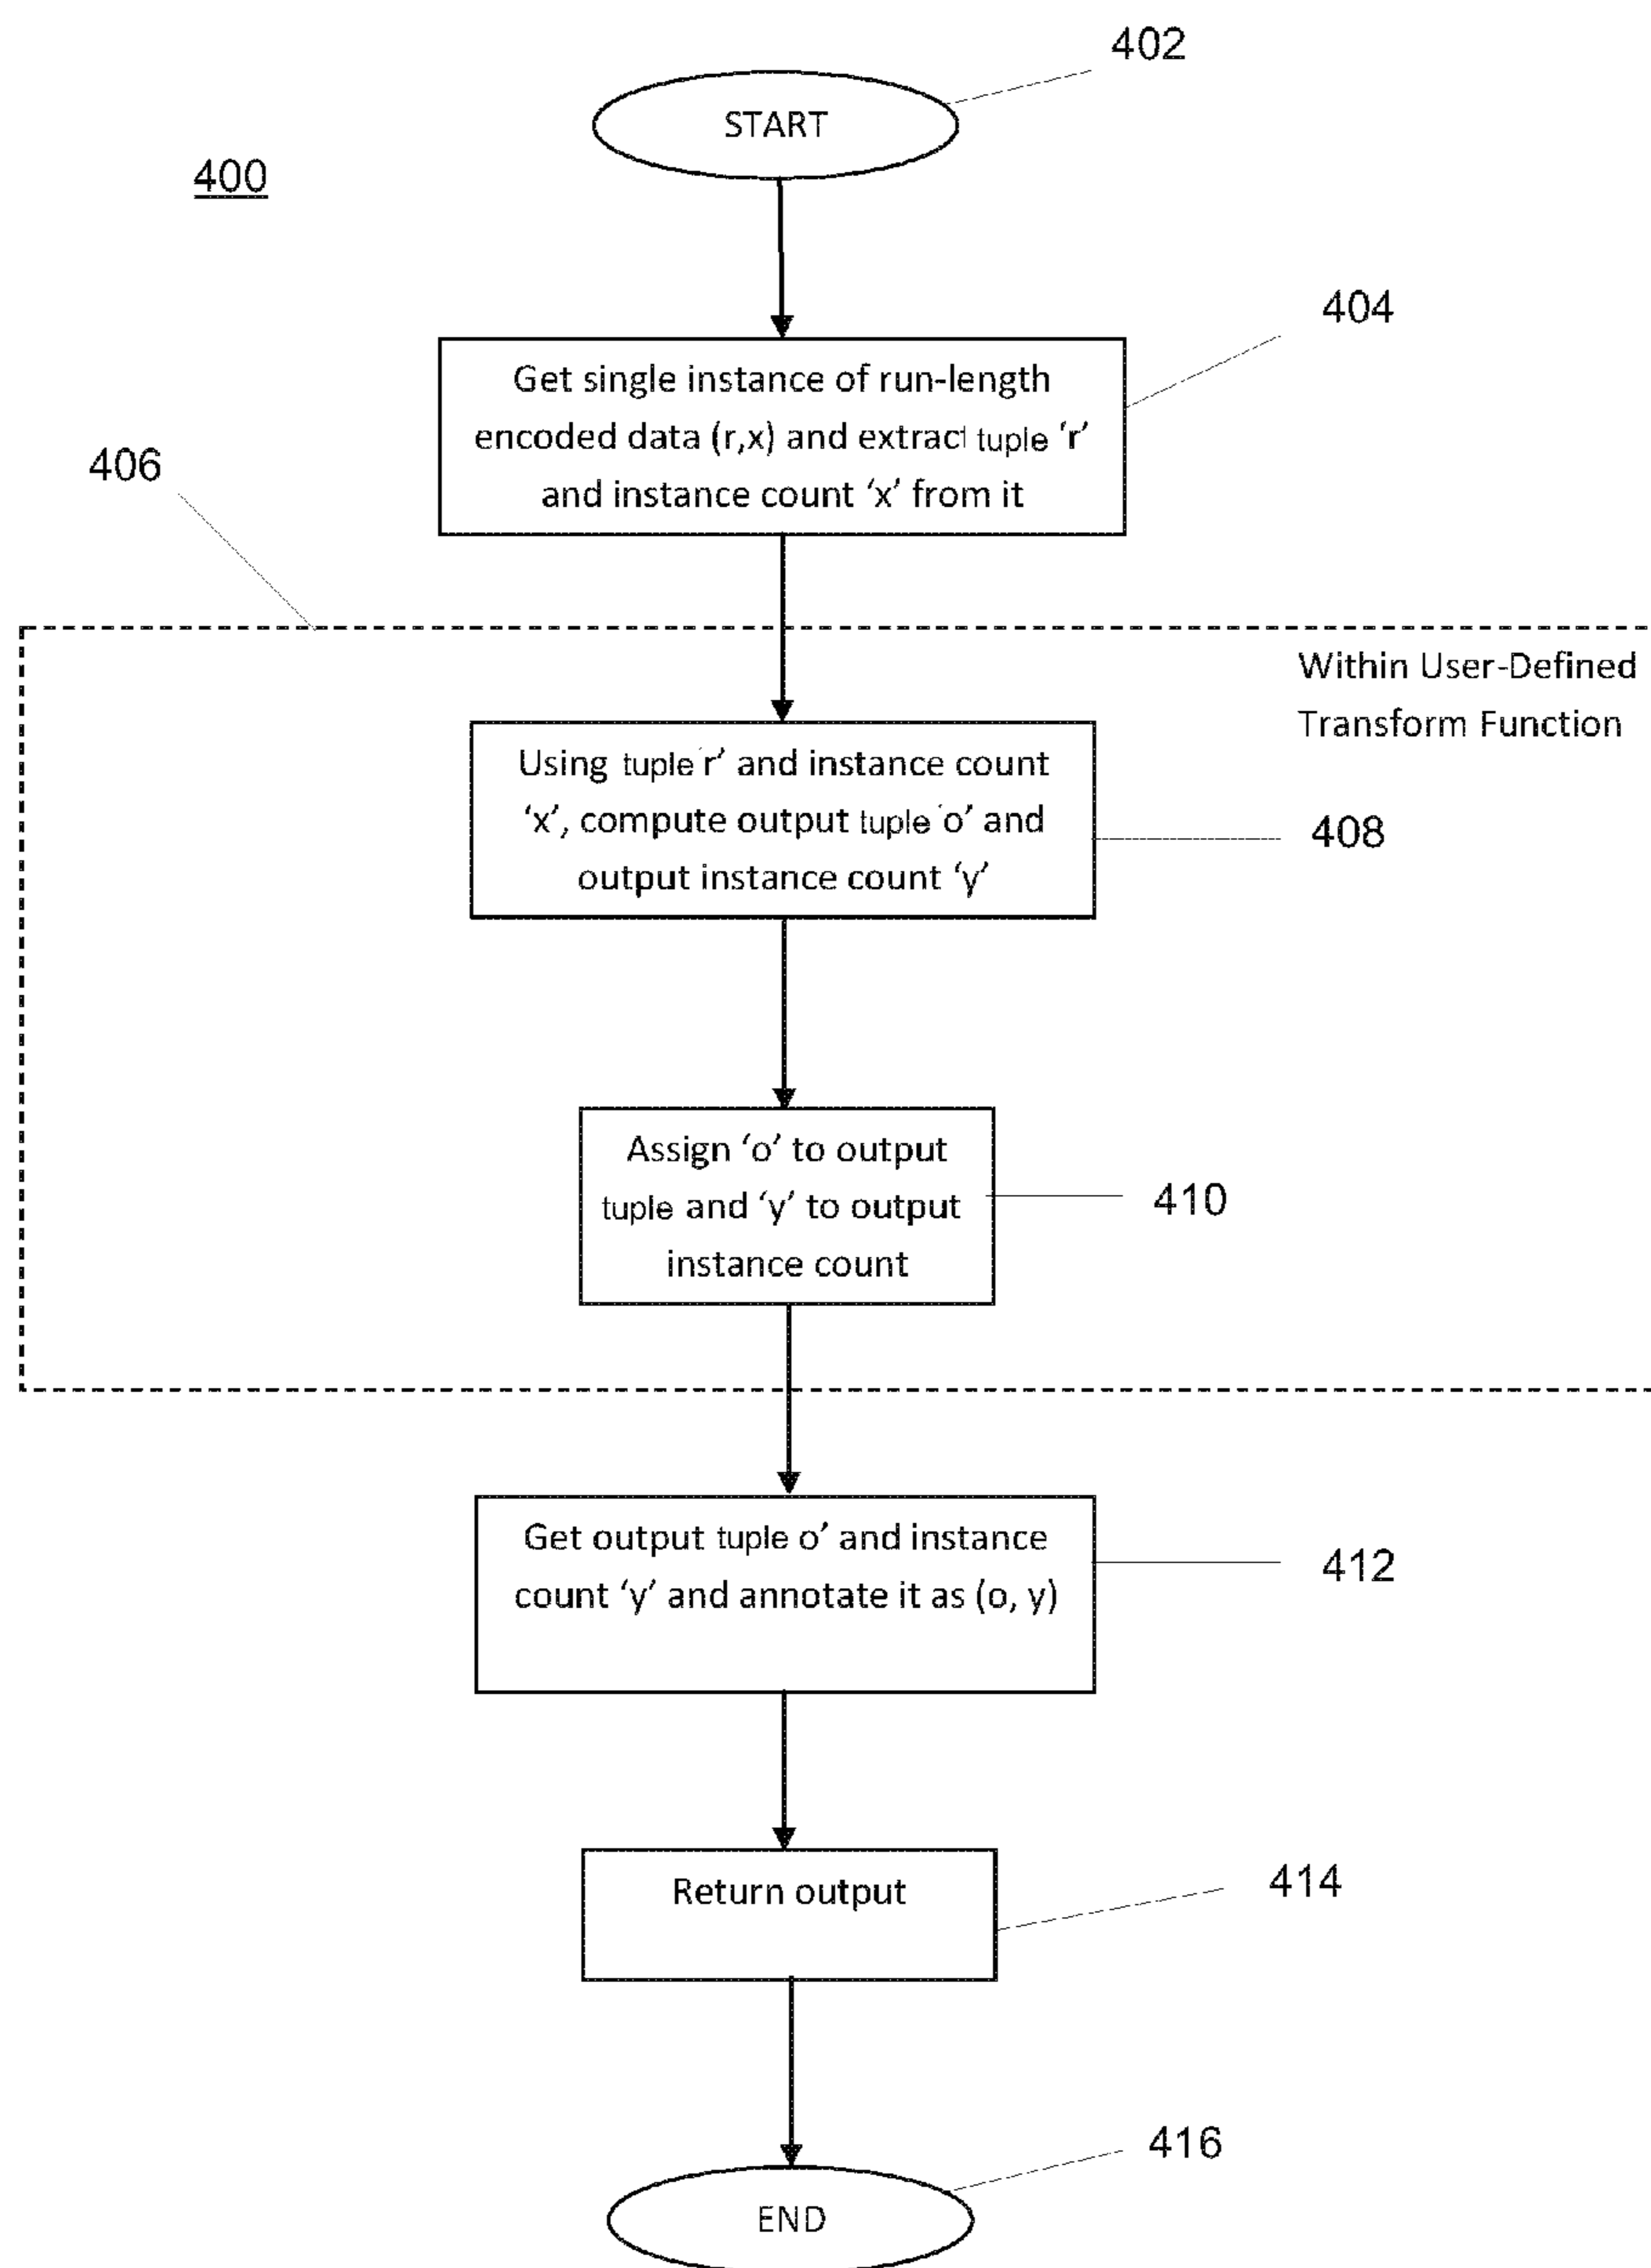 402
START
400
404
Get single instance of run-length
encoded data (r,x) and extract tuple ‘r’
and instance count ‘x’ from it
406
Within User-Defined
Transform Function
Using tuple ‘r’ and instance count
‘x’, compute output tuple ‘o’ and
output instance count ‘y’
408
Assign ‘o’ to output
tuple and ‘y’ to output
instance count
410
Get output tuple o’ and instance
count ‘y’ and annotate it as (o, y)
412
Return output
414
416
END